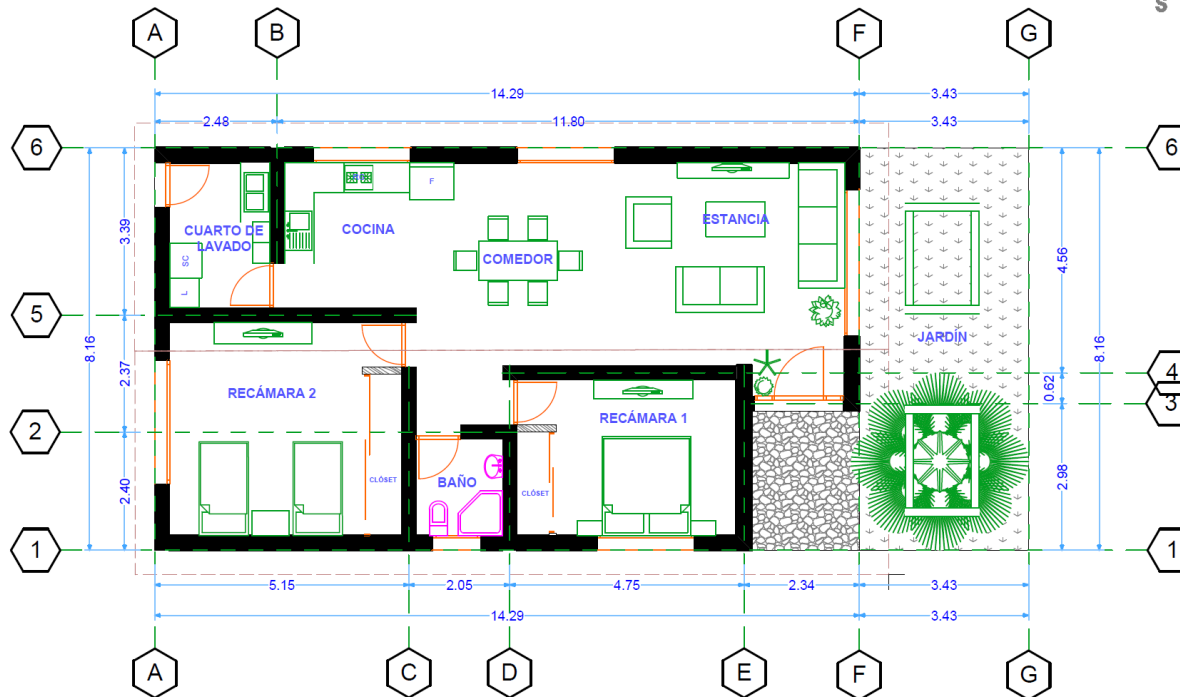 S
A
B
F
G
14.29
3.43
2.48
11.80
3.43
6
6
F
ESTANCIA
COCINA
CUARTO DE
LAVADO
3.39
4.56
COMEDOR
SC
L
5
JARDÍN
8.16
8.16
2.37
4
0.62
RECÁMARA 2
3
RECÁMARA 1
2
CLÓSET
BAÑO
CLÓSET
2.40
2.98
1
1
5.15
2.05
4.75
2.34
3.43
14.29
3.43
A
C
D
E
F
G